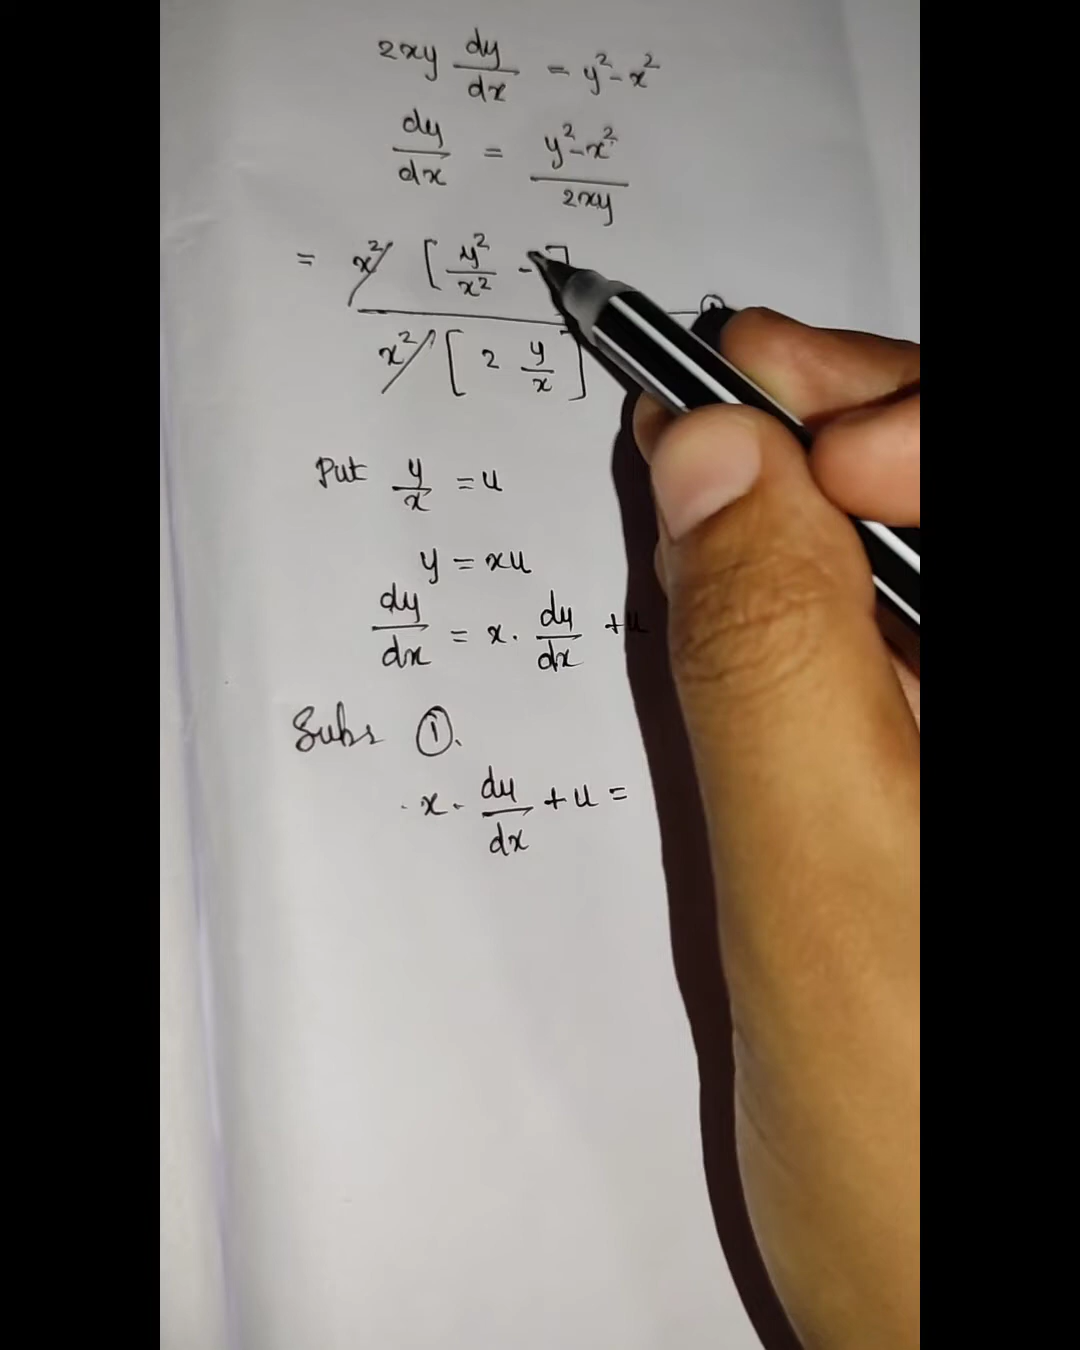 2xy dy/dx = y² - x²
dy/dx = y² - x² / 2xy
= x² [ y²/x² - ]
x² [ 2 y/x ]
Put y/x = u
y = xu
dy/dx = x. du/dx + u
Subs ①.
x. du/dx + u =